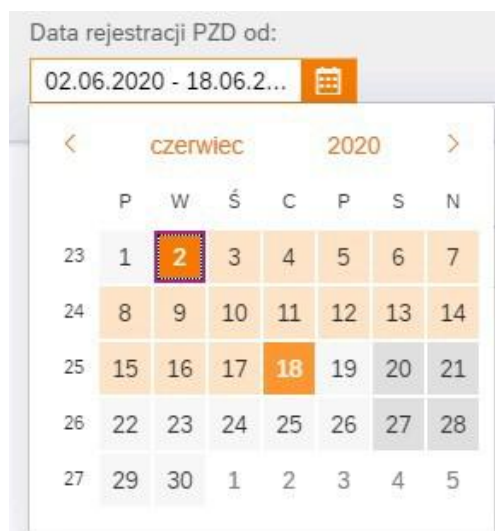 Data rejestracji PZD od:
02.06.2020 - 18.06.2...
< czerwiec 2020 >
P W Ś C P S N
23 1 2 3 4 5 6 7
24 8 9 10 11 12 13 14
25 15 16 17 18 19 20 21
26 22 23 24 25 26 27 28
27 29 30 1 2 3 4 5